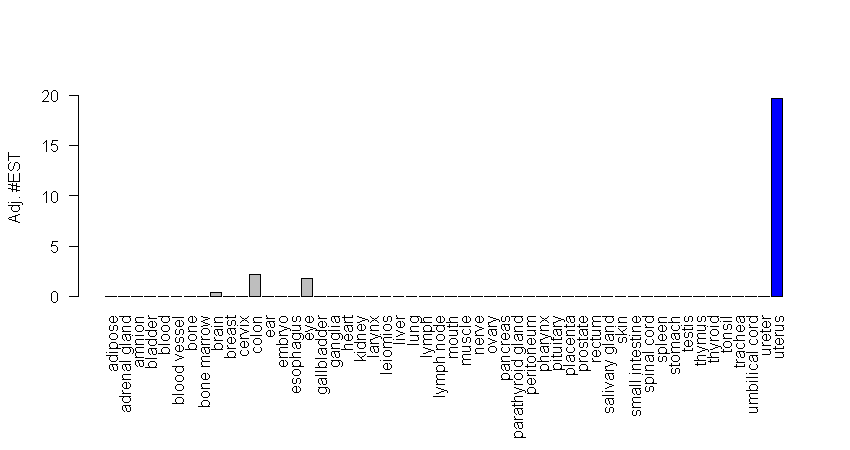 Adj. #EST
20
15
10
5
0
adipose
adrenal gland
amnion
bladder
blood
blood vessel
bone
bone marrow
brain
breast
cervix
colon
ear
embryo
esophagus
eye
gallbladder
ganglia
heart
kidney
larynx
leiomios
liver
lung
lymph
lymph node
mouth
muscle
nerve
ovary
pancreas
parathyroid gland
peritoneum
pharynx
pituitary
placenta
prostate
rectum
salivary gland
skin
small intestine
spinal cord
spleen
stomach
testis
thymus
thyroid
tonsil
trachea
umbilical cord
ureter
uterus